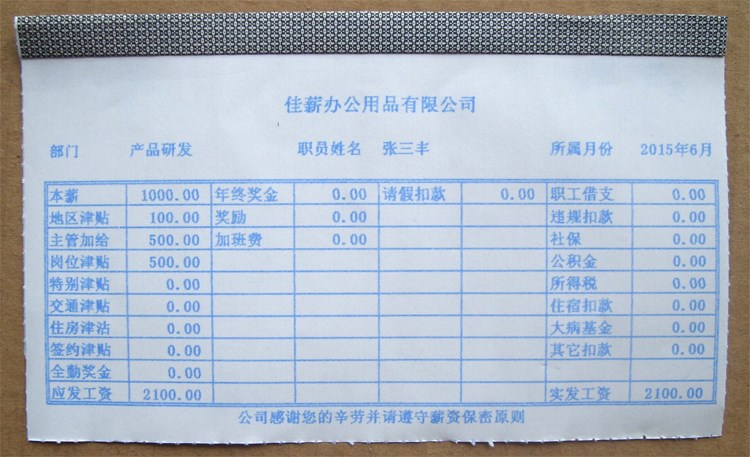 佳薪办公用品有限公司
部门 产品研发 职员姓名 张三丰 所属月份 2015年6月
本薪 1000.00 年终奖金 0.00 请假扣款 0.00 职工借支 0.00
地区津贴 100.00 奖励 0.00 违规扣款 0.00
主管加给 500.00 加班费 0.00 社保 0.00
岗位津贴 500.00 公积金 0.00
特别津贴 0.00 所得税 0.00
交通津贴 0.00 住宿扣款 0.00
住房津沽 0.00 大病基金 0.00
签约津贴 0.00 其它扣款 0.00
全勤奖金 0.00
应发工资 2100.00 实发工资 2100.00
公司感谢您的辛劳并请遵守薪资保密原则